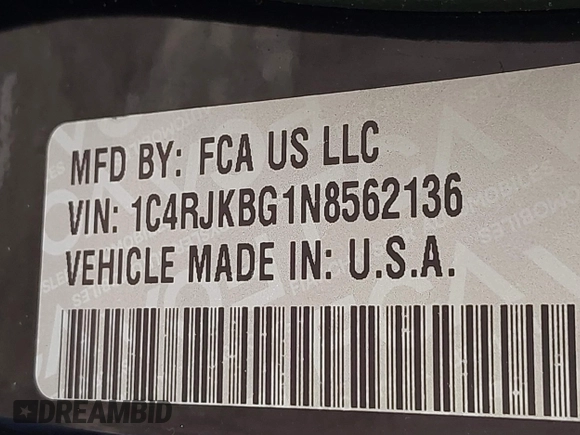 MFD BY: FCA US LLC
VIN: 1C4RJKBG1N8562136
VEHICLE MADE IN: U.S.A.
DREAMBID